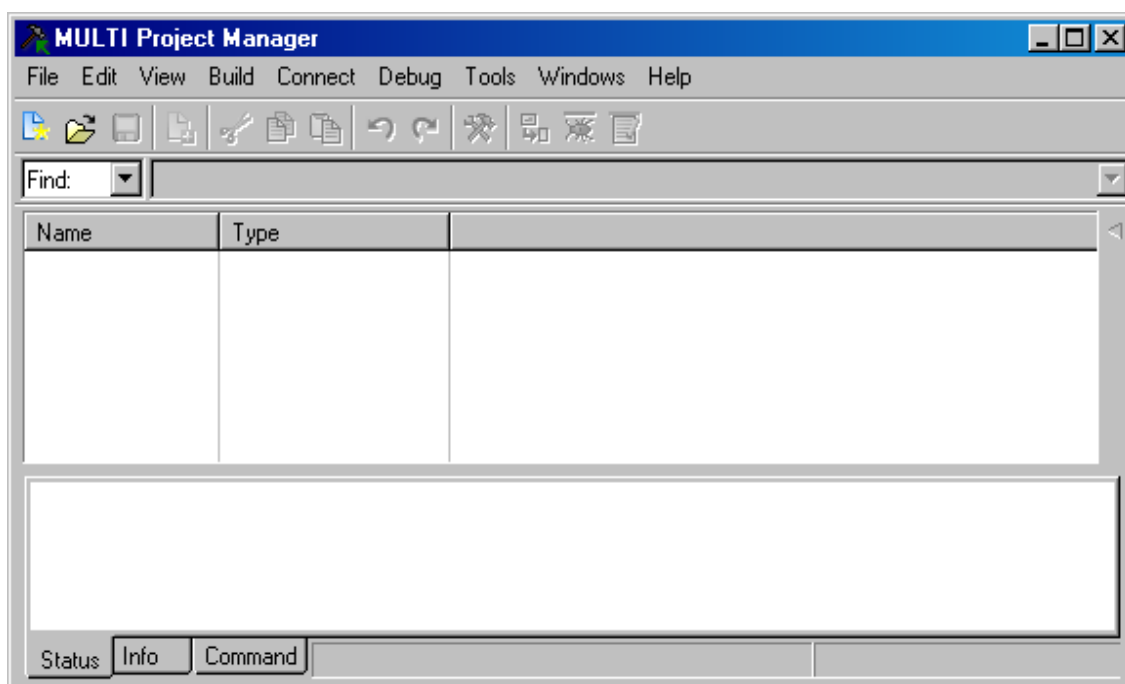 MULTI Project Manager
File Edit View Build Connect Debug Tools Windows Help
Find:
Name Type
Status Info Command